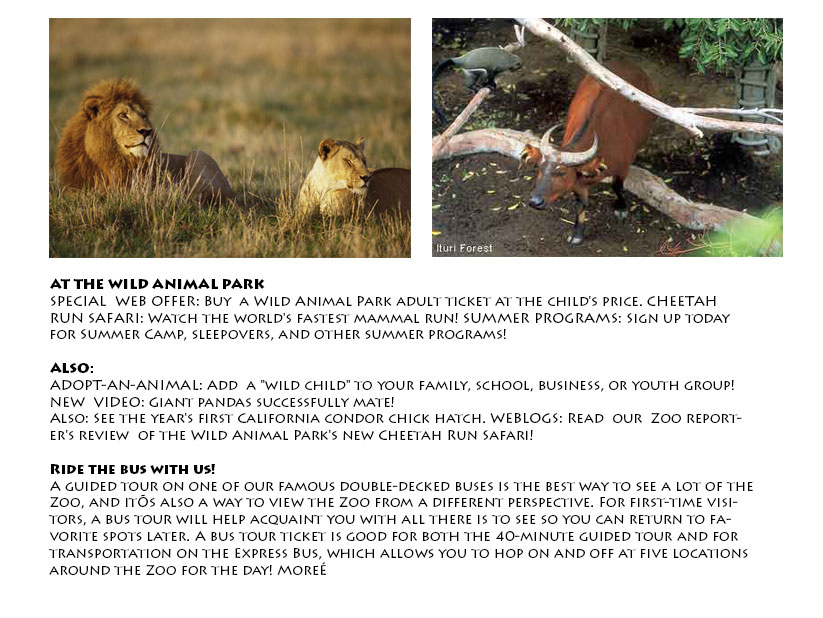 Ituri Forest
AT THE WILD ANIMAL PARK
SPECIAL WEB OFFER: BUY A WILD ANIMAL PARK ADULT TICKET AT THE CHILD'S PRICE. CHEETAH
RUN SAFARI: WATCH THE WORLD'S FASTEST MAMMAL RUN! SUMMER PROGRAMS: SIGN UP TODAY
FOR SUMMER CAMP, SLEEPOVERS, AND OTHER SUMMER PROGRAMS!
ALSO:
ADOPT-AN-ANIMAL: ADD A "WILD CHILD" TO YOUR FAMILY, SCHOOL, BUSINESS, OR YOUTH GROUP!
NEW VIDEO: GIANT PANDAS SUCCESSFULLY MATE!
ALSO: SEE THE YEAR'S FIRST CALIFORNIA CONDOR CHICK HATCH. WEBLOGS: READ OUR ZOO REPORT-
ER'S REVIEW OF THE WILD ANIMAL PARK'S NEW CHEETAH RUN SAFARI!
RIDE THE BUS WITH US!
A GUIDED TOUR ON ONE OF OUR FAMOUS DOUBLE-DECKED BUSES IS THE BEST WAY TO SEE A LOT OF THE
ZOO, AND ITÕS ALSO A WAY TO VIEW THE ZOO FROM A DIFFERENT PERSPECTIVE. FOR FIRST-TIME VISI-
TORS, A BUS TOUR WILL HELP ACQUAINT YOU WITH ALL THERE IS TO SEE SO YOU CAN RETURN TO FA-
VORITE SPOTS LATER. A BUS TOUR TICKET IS GOOD FOR BOTH THE 40-MINUTE GUIDED TOUR AND FOR
TRANSPORTATION ON THE EXPRESS BUS, WHICH ALLOWS YOU TO HOP ON AND OFF AT FIVE LOCATIONS
AROUND THE ZOO FOR THE DAY! MOREÉ